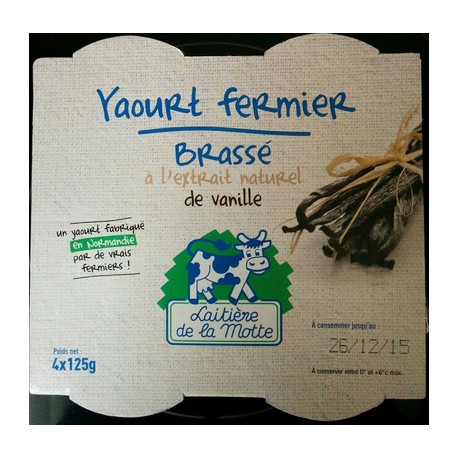 Yaourt fermier
BRASSÉ
à l'extrait naturel
de vanille
un yaourt fabriqué
en Normandie
par de vrais
fermiers !
Laitière
de la Motte
Poids net :
4x125g
À consommer jusqu'au :
26/12/15
À conserver entre 0° et +6°c max.